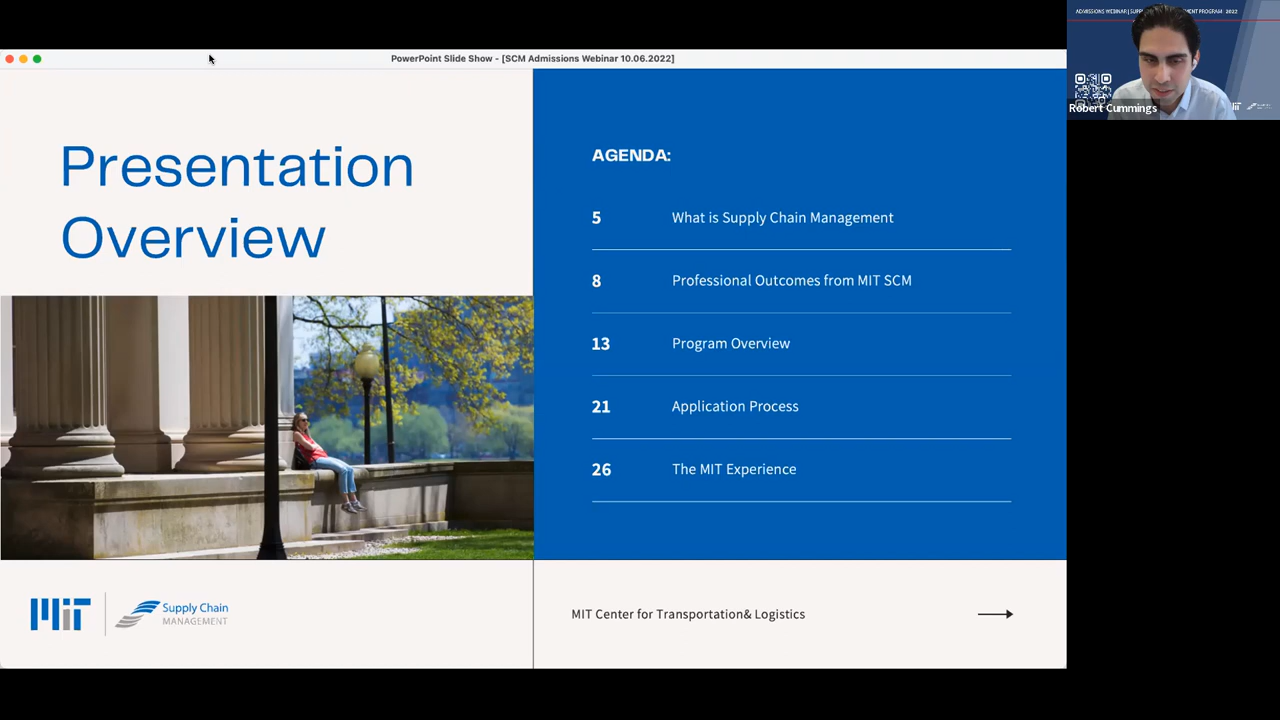 PowerPoint Slide Show - [SCM Admissions Webinar 10.06.2022]
ADMISSIONS WEBINAR | SUPP
MENT PROGRAM 2022
Robert Cummings
Presentation
Overview
AGENDA:
5 What is Supply Chain Management
8 Professional Outcomes from MIT SCM
13 Program Overview
21 Application Process
26 The MIT Experience
MIT Supply Chain
MANAGEMENT
MIT Center for Transportation& Logistics